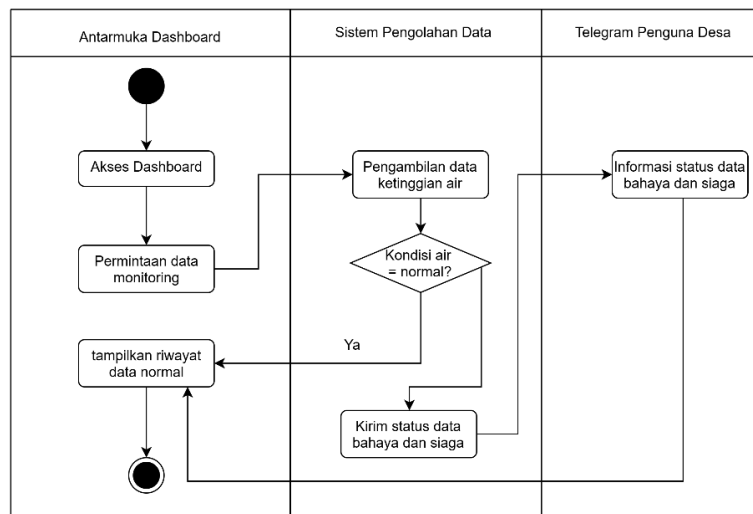 Antarmuka Dashboard
Sistem Pengolahan Data
Telegram Penguna Desa
Akses Dashboard
Pengambilan data
ketinggian air
Informasi status data
bahaya dan siaga
Permintaan data
monitoring
Kondisi air
= normal?
Ya
tampilkan riwayat
data normal
Kirim status data
bahaya dan siaga